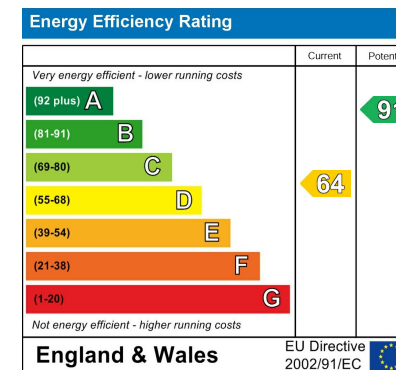 Energy Efficiency Rating
Current
Very energy efficient - lower running costs
(92 plus) A
(81-91) B
(69-80) C
(55-68) D
(39-54) E
(21-38) F
(1-20) G
64
Not energy efficient - higher running costs
England & Wales
EU Directive
2002/91/EC